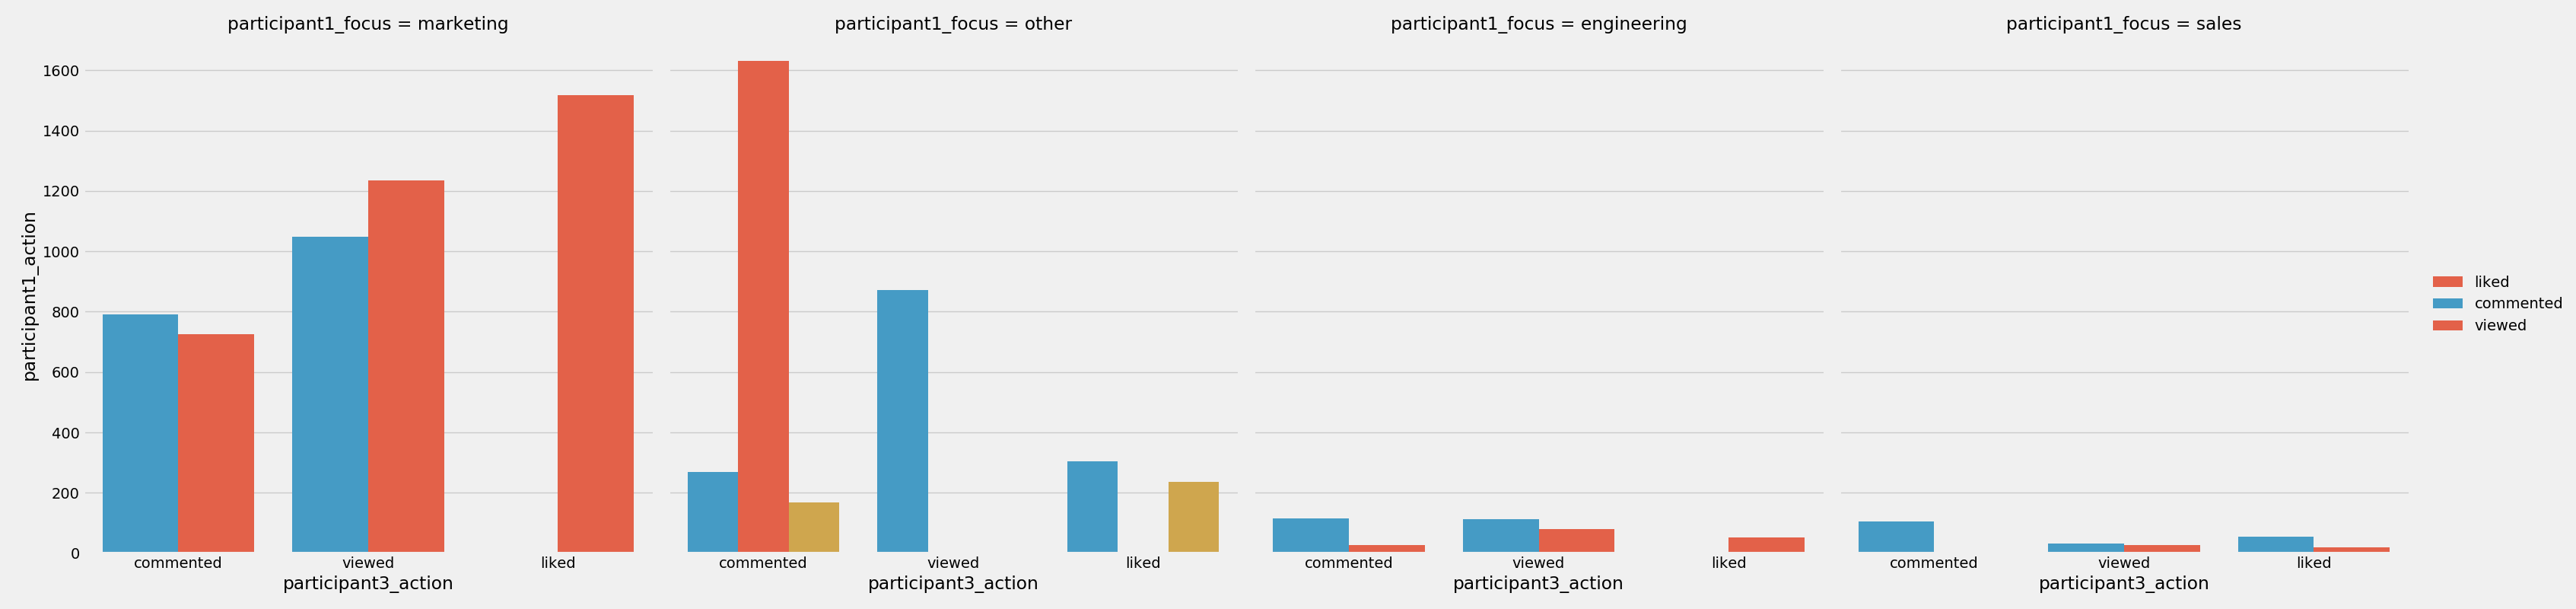 participant1_focus = marketing
participant1_focus = other
participant1_focus = engineering
participant1_focus = sales
participant1_action
1600
1400
1200
1000
800
600
400
200
0
commented viewed liked
commented viewed liked
commented viewed liked
commented viewed liked
participant3_action
participant3_action
participant3_action
participant3_action
liked
commented
viewed